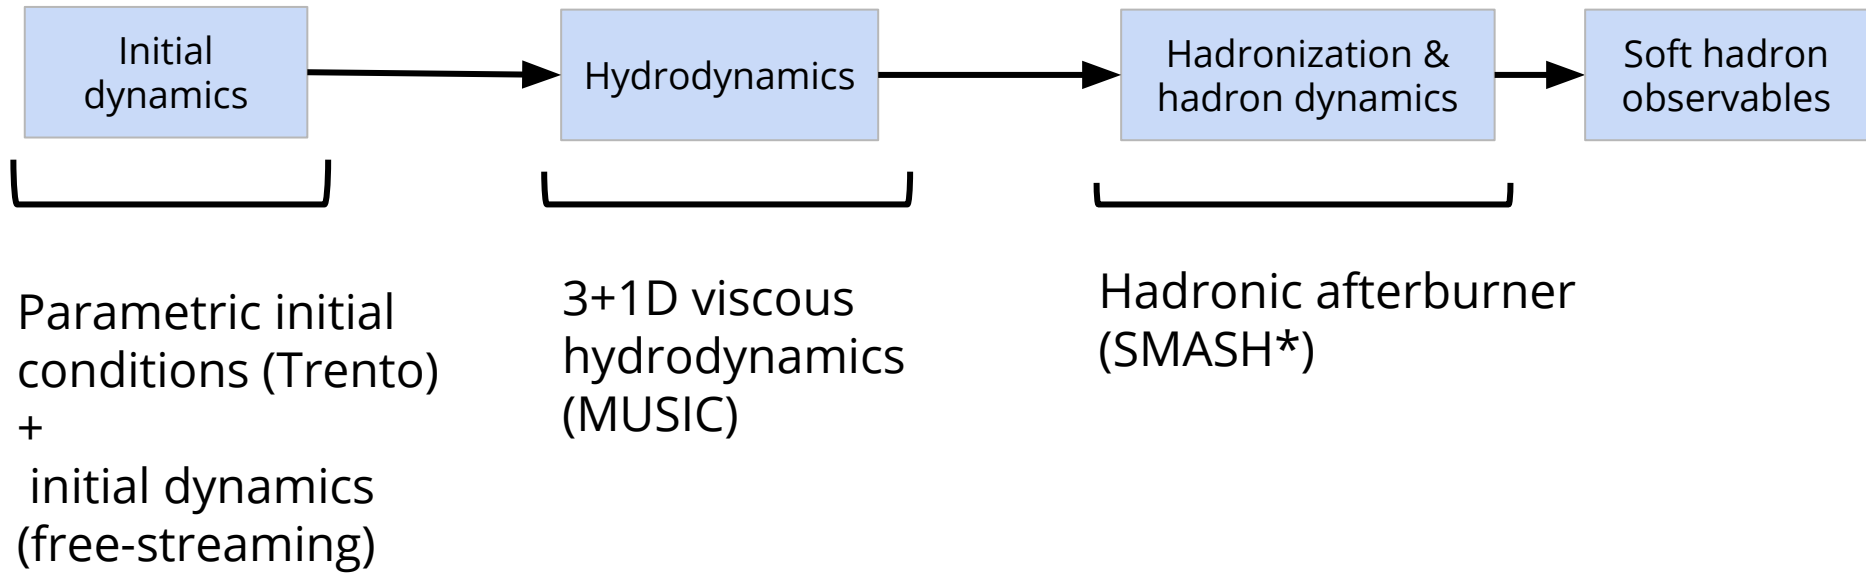 Initial
dynamics
Hydrodynamics
Hadronization &
hadron dynamics
Soft hadron
observables
Parametric initial
conditions (Trento)
+
initial dynamics
(free-streaming)
3+1D viscous
hydrodynamics
(MUSIC)
Hadronic afterburner
(SMASH*)